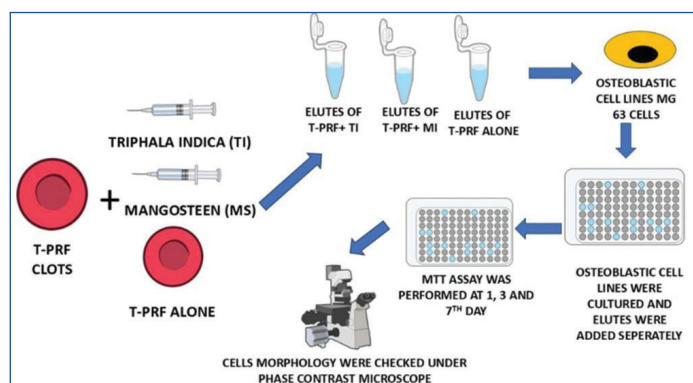 TRIPHALA INDICA (TI)
MANGOSTEEN (MS)
T-PRF
CLOTS
T-PRF ALONE
ELUTES OF
T-PRF+ TI
ELUTES OF
T-PRF+ MI
ELUTES OF
T-PRF ALONE
OSTEOBLASTIC
CELL LINES MG
63 CELLS
OSTEOBLASTIC CELL
LINES WERE
CULTURED AND
ELUTES WERE
ADDED SEPERATELY
MTT ASSAY WAS
PERFORMED AT 1, 3 AND
7TH DAY
CELLS MORPHOLOGY WERE CHECKED UNDER
PHASE CONTRAST MICROSCOPE